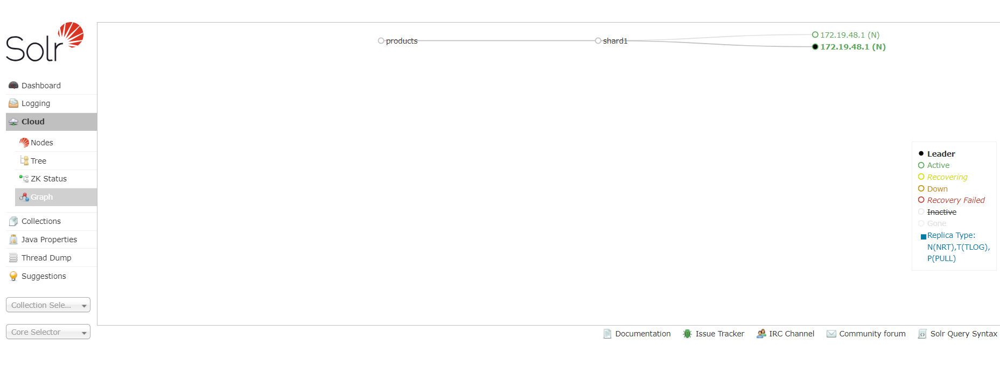 Solr
Dashboard
Logging
Cloud
Nodes
Tree
ZK Status
Graph
Collections
Java Properties
Thread Dump
Suggestions
Collection Sele...
Core Selector
products
shard1
172.19.48.1 (N)
172.19.48.1 (N)
Leader
Active
Recovering
Down
Recovery Failed
Inactive
Gone
Replica Type:
N(NRT),T(TLOG),
P(PULL)
Documentation Issue Tracker IRC Channel Community forum Solr Query Syntax